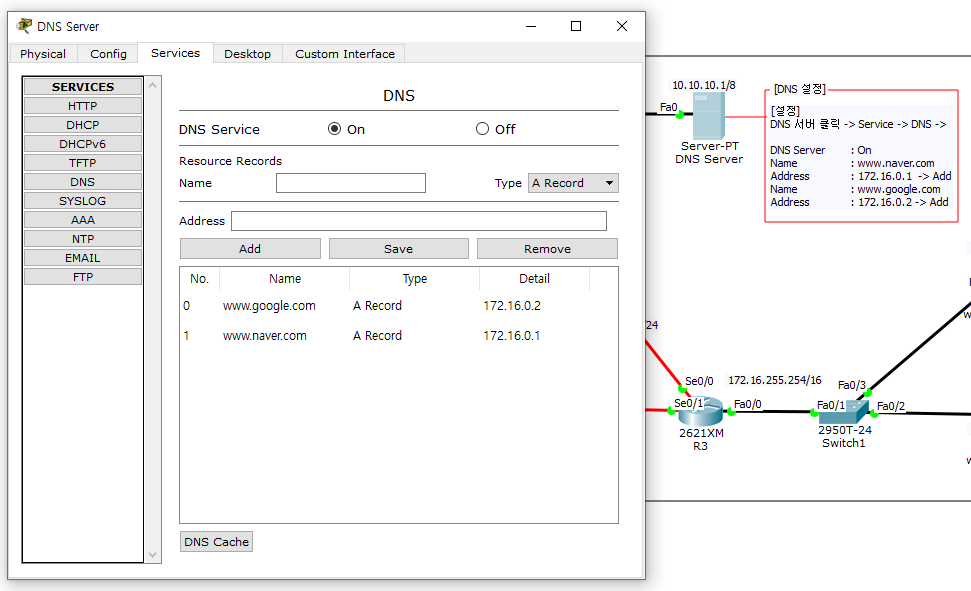 DNS Server
Physical Config Services Desktop Custom Interface
SERVICES
HTTP
DHCP
DHCPv6
TFTP
DNS
SYSLOG
AAA
NTP
EMAIL
FTP
DNS
DNS Service On Off
Resource Records
Name Type A Record
Address
Add Save Remove
No. Name Type Detail
0 www.google.com A Record 172.16.0.2
1 www.naver.com A Record 172.16.0.1
DNS Cache
10.10.10.1/8
Fa0
Server-PT
DNS Server
[DNS 설정]
[설정]
DNS 서버 클릭 -> Service -> DNS ->
DNS Server : On
Name : www.naver.com
Address : 172.16.0.1 -> Add
Name : www.google.com
Address : 172.16.0.2 -> Add
24
Se0/0 172.16.255.254/16 Fa0/3
Se0/1 Fa0/0 Fa0/1 Fa0/2
2621XM
R3
2950T-24
Switch1